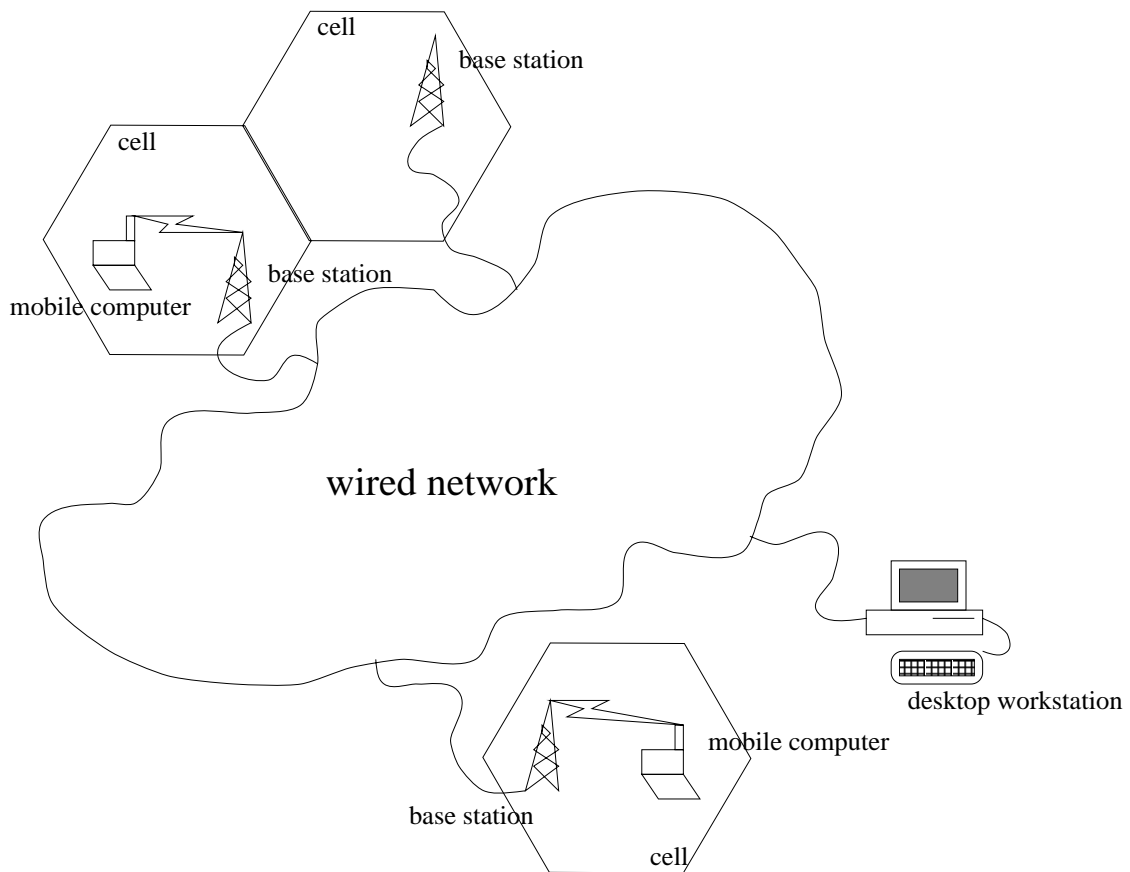 cell
base station
cell
base station
mobile computer
wired network
desktop workstation
mobile computer
base station
cell